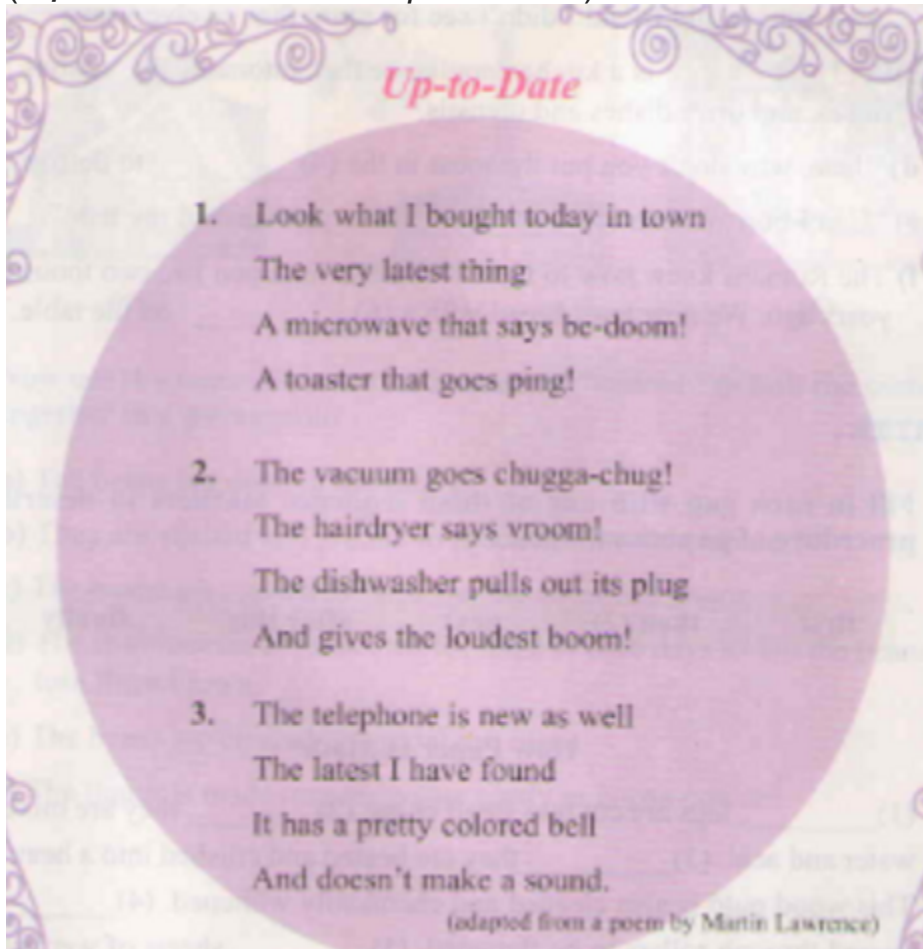 Up-to-Date
1. Look what I bought today in town
The very latest thing
A microwave that says be-doom!
A toaster that goes ping!
2. The vacuum goes chugga-chug!
The hairdryer says vroom!
The dishwasher pulls out its plug
And gives the loudest boom!
3. The telephone is new as well
The latest I have found
It has a pretty colored bell
And doesn't make a sound.
(adapted from a poem by Martin Lawrence)